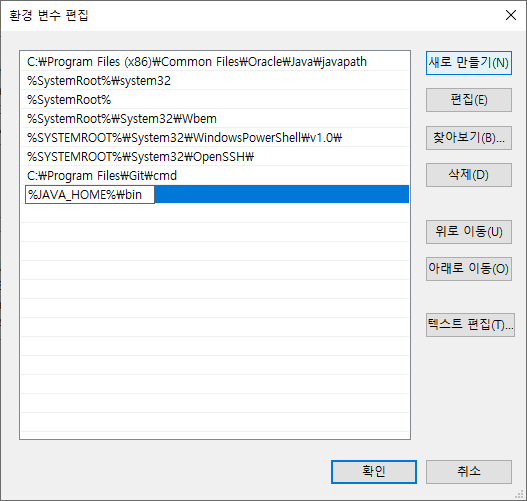 환경 변수 편집
C:₩Program Files (x86)₩Common Files₩Oracle₩Java₩javapath
%SystemRoot%₩system32
%SystemRoot%
%SystemRoot%₩System32₩Wbem
%SYSTEMROOT%₩System32₩WindowsPowerShell₩v1.0₩
%SYSTEMROOT%₩System32₩OpenSSH₩
C:₩Program Files₩Git₩cmd
%JAVA_HOME%₩bin
새로 만들기(N)
편집(E)
찾아보기(B)...
삭제(D)
위로 이동(U)
아래로 이동(O)
텍스트 편집(T)...
확인
취소